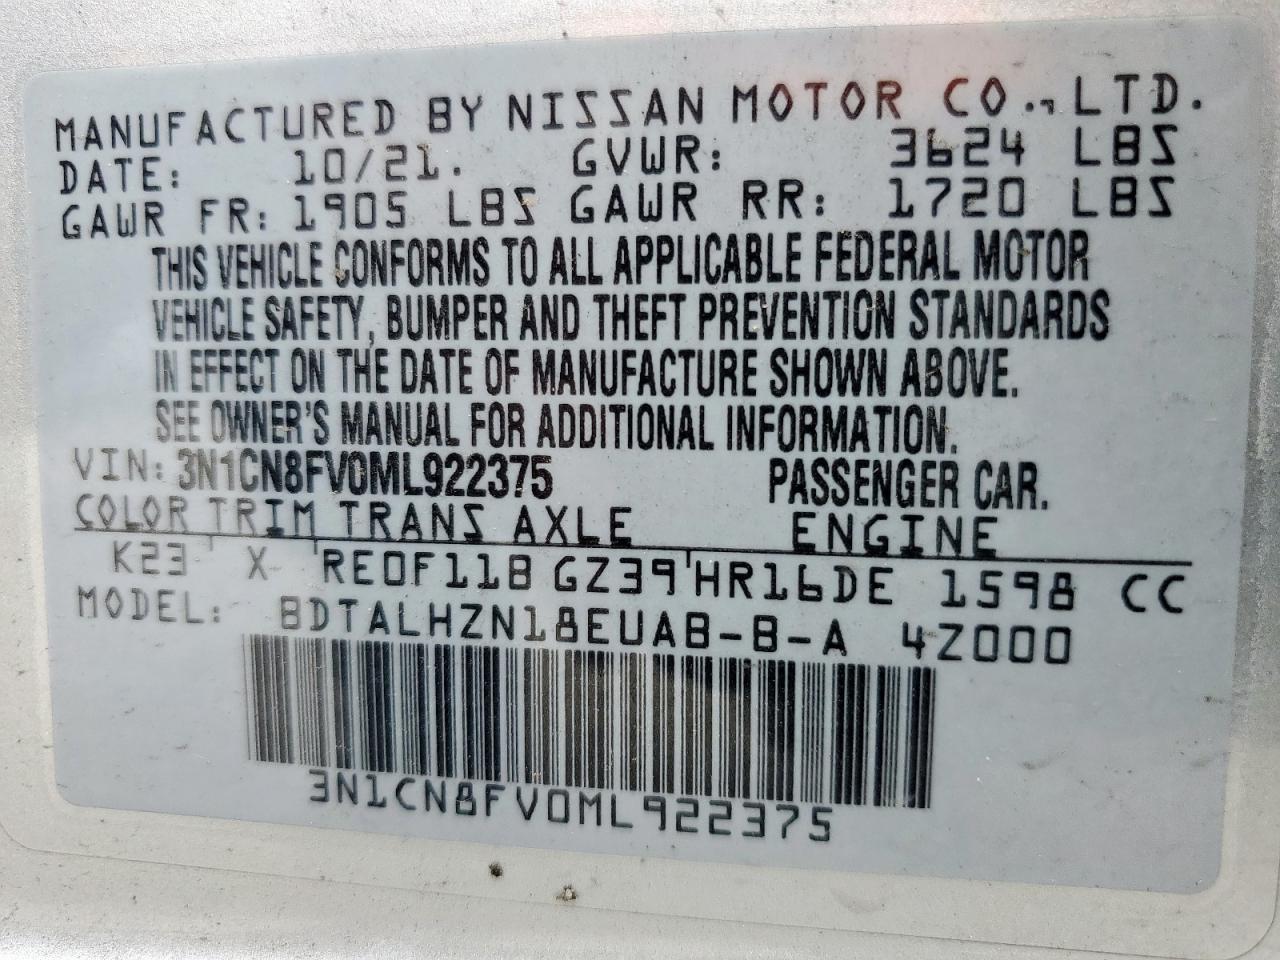 MANUFACTURED BY NISSAN MOTOR CO., LTD.
DATE: 10/21. GVWR: 3624 LBS
GAWR FR: 1905 LBS GAWR RR: 1720 LBS
THIS VEHICLE CONFORMS TO ALL APPLICABLE FEDERAL MOTOR
VEHICLE SAFETY, BUMPER AND THEFT PREVENTION STANDARDS
IN EFFECT ON THE DATE OF MANUFACTURE SHOWN ABOVE.
SEE OWNER'S MANUAL FOR ADDITIONAL INFORMATION.
VIN: 3N1CN8FV0ML922375 PASSENGER CAR.
COLOR TRIM TRANS AXLE ENGINE
K23 X RE0F11B GZ39 HR16DE 1598 CC
MODEL: BDTALHZN18EUAB-B-A 4Z000
3N1CN8FV0ML922375